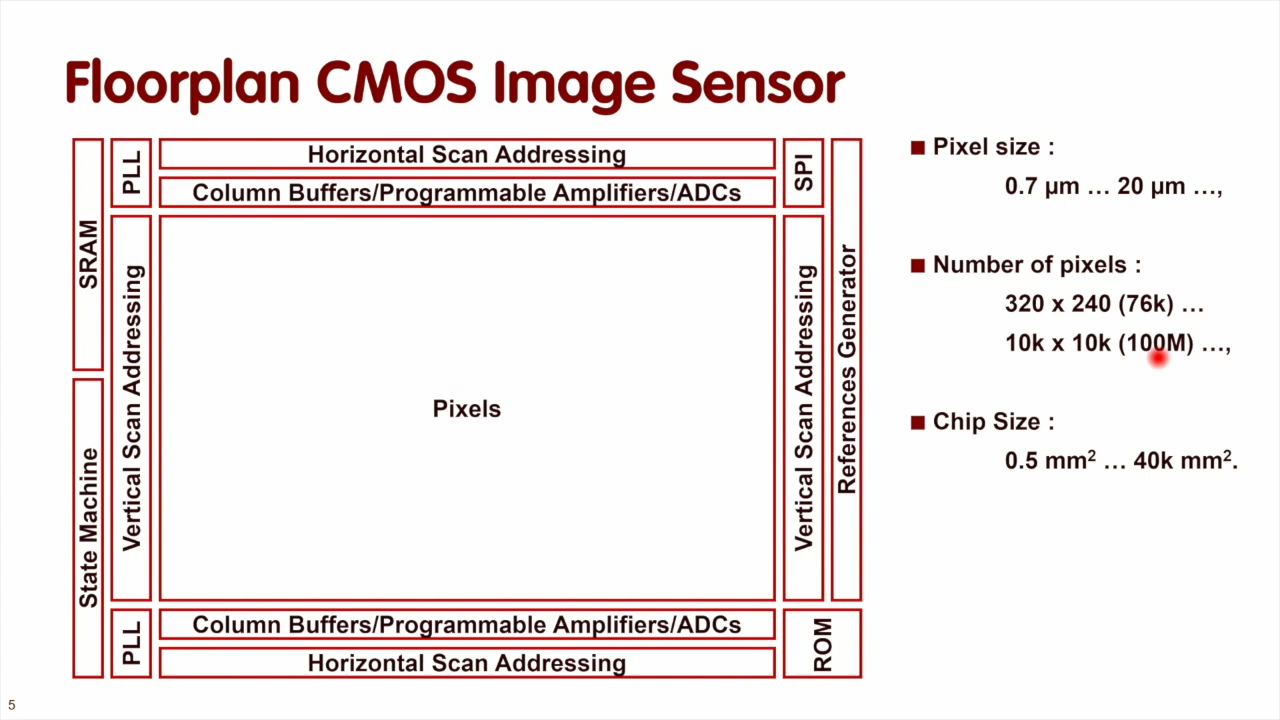 Floorplan CMOS Image Sensor
SRAM
State Machine
PLL
Vertical Scan Addressing
PLL
Horizontal Scan Addressing
Column Buffers/Programmable Amplifiers/ADCs
Pixels
Column Buffers/Programmable Amplifiers/ADCs
Horizontal Scan Addressing
SPI
Vertical Scan Addressing
References Generator
ROM
Pixel size :
0.7 µm … 20 µm …,
Number of pixels :
320 x 240 (76k) …
10k x 10k (100M) …,
Chip Size :
0.5 mm² … 40k mm².
5